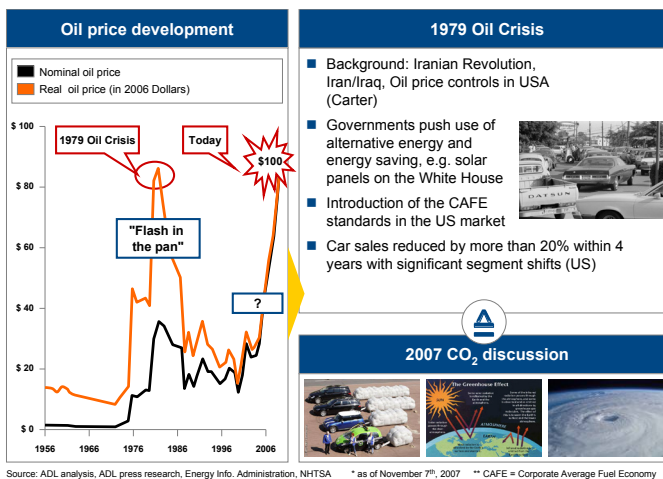 Oil price development
Nominal oil price
Real oil price (in 2006 Dollars)
$ 100
$ 80
$ 60
$ 40
$ 20
$ 0
1956
1966
1976
1986
1996
2006
1979 Oil Crisis
Today
$100
"Flash in
the pan"
?
1979 Oil Crisis
Background: Iranian Revolution,
Iran/Iraq, Oil price controls in USA
(Carter)
Governments push use of
alternative energy and
energy saving, e.g. solar
panels on the White House
DATSUN
Introduction of the CAFE
standards in the US market
Car sales reduced by more than 20% within 4
years with significant segment shifts (US)
≙
2007 CO₂ discussion
The Greenhouse Effect
SUN
ATMOSPHERE
EARTH
Source: ADL analysis, ADL press research, Energy Info. Administration, NHTSA * as of November 7th, 2007 ** CAFE = Corporate Average Fuel Economy